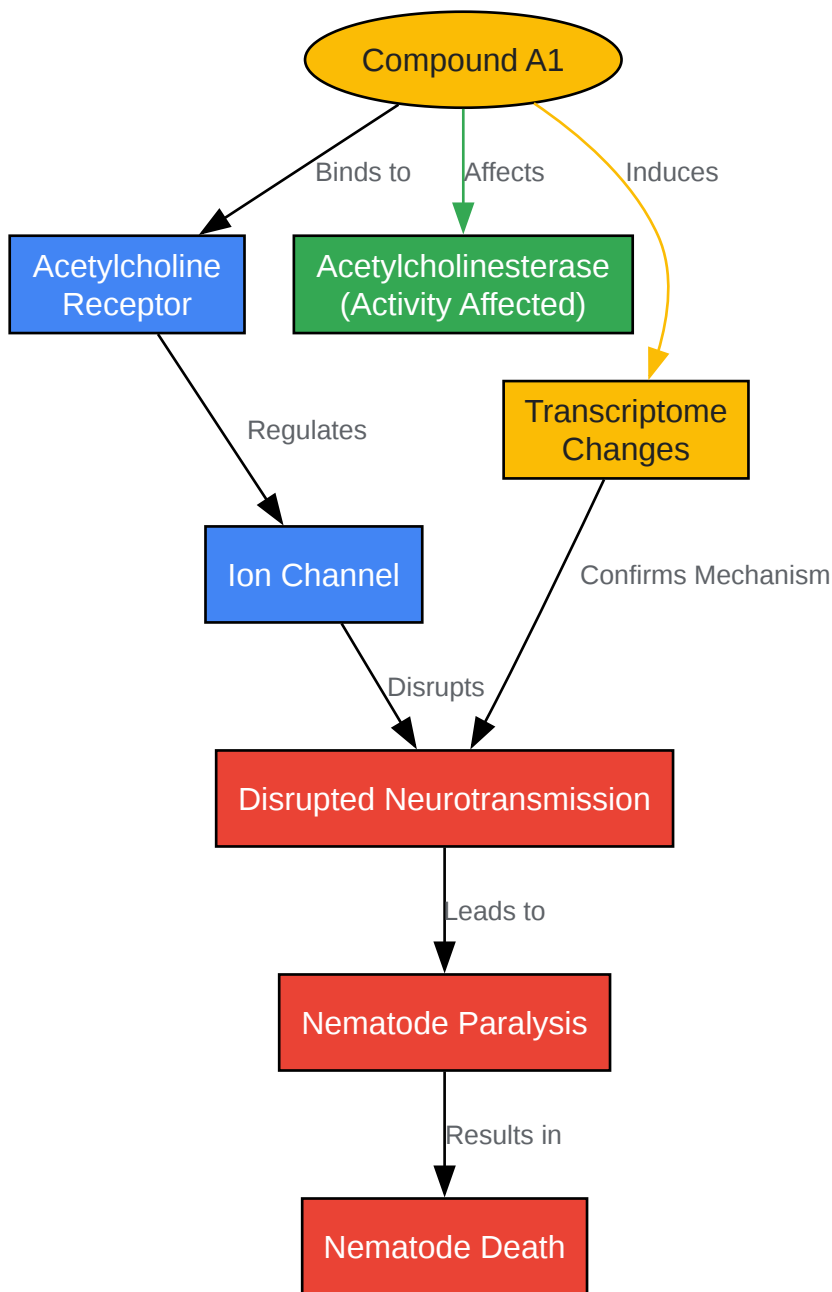 Compound A1
Binds to
Affects
Induces
Acetylcholine
Receptor
Acetylcholinesterase
(Activity Affected)
Transcriptome
Changes
Regulates
Ion Channel
Confirms Mechanism
Disrupts
Disrupted Neurotransmission
Leads to
Nematode Paralysis
Results in
Nematode Death